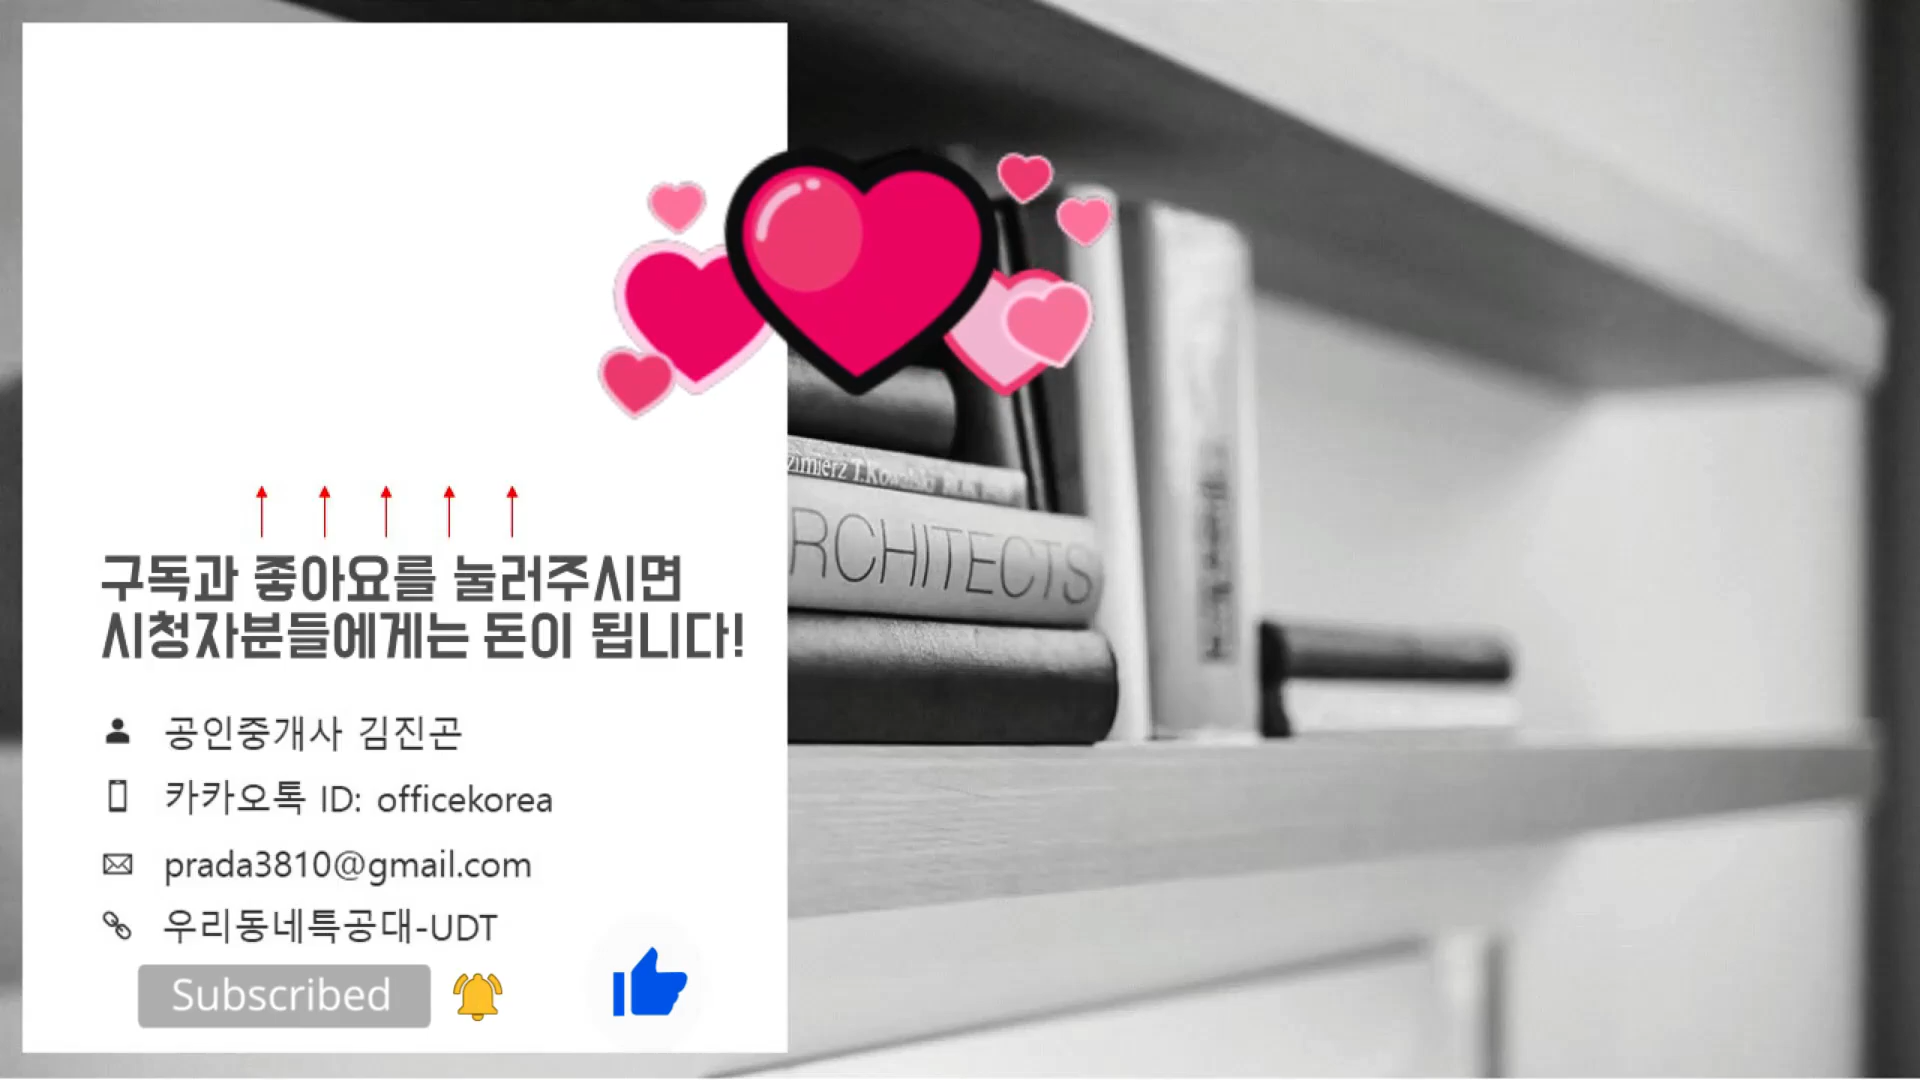 구독과 좋아요를 눌러주시면
시청자분들에게는 돈이 됩니다!
공인중개사 김진곤
카카오톡 ID: officekorea
prada3810@gmail.com
우리동네특공대-UDT
Subscribed
zimierz T.Kowalski
RCHITECTS